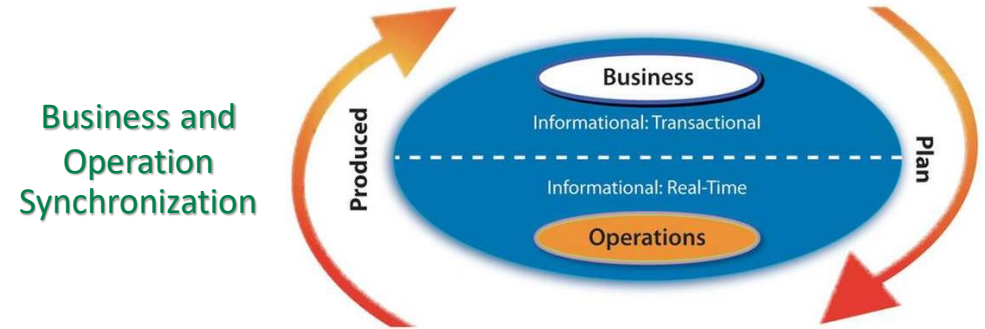 Business and
Operation
Synchronization
Produced
Business
Informational: Transactional
Informational: Real-Time
Operations
Plan